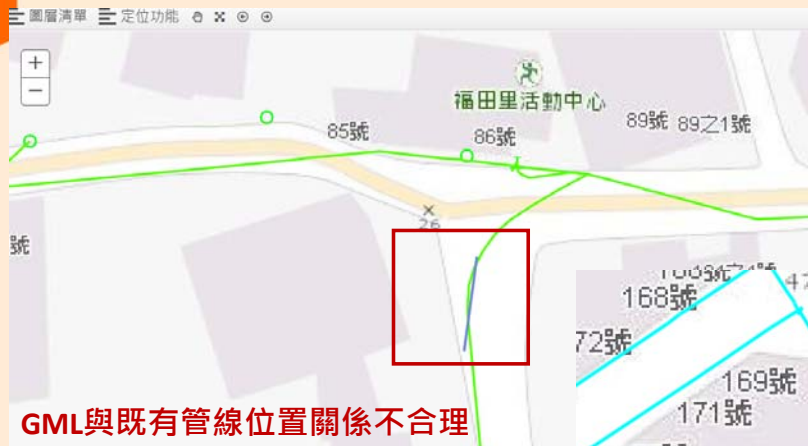 圖層清單 定位功能
+
−
福田里活動中心
85號
86號
89號 89之1號
26
號
168號
47
72號
169號
171號
GML與既有管線位置關係不合理